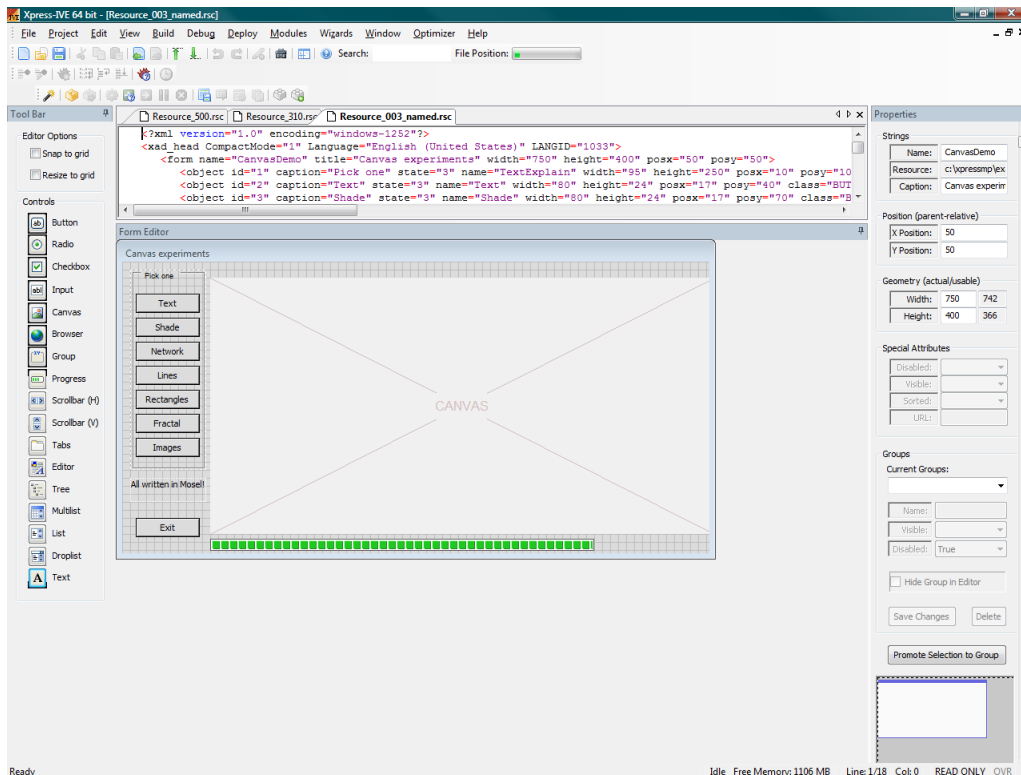 Xpress-IVE 64 bit - [Resource_003_named.rsc]
File Project Edit View Build Debug Deploy Modules Wizards Window Optimizer Help
Search: File Position:
Tool Bar
Editor Options
Snap to grid
Resize to grid
Controls
Button
Radio
Checkbox
Input
Canvas
Browser
Group
Progress
Scrollbar (H)
Scrollbar (V)
Tabs
Editor
Tree
Multilist
List
Droplist
Text
Resource_500.rsc Resource_310.rsc Resource_003_named.rsc
<?xml version="1.0" encoding="windows-1252"?>
<xad_head CompactMode="1" Language="English (United States)" LANGID="1033">
<form name="CanvasDemo" title="Canvas experiments" width="750" height="400" posx="50" posy="50">
<object id="1" caption="Pick one" state="3" name="TextExplain" width="95" height="250" posx="10" posy="10
<object id="2" caption="Text" state="3" name="Text" width="80" height="24" posx="17" posy="40" class="BUT
<object id="3" caption="Shade" state="3" name="Shade" width="80" height="24" posx="17" posy="70" class="B
Form Editor
Canvas experiments
Pick one
Text
Shade
Network
Lines
Rectangles
Fractal
Images
All written in Mosel!
Exit
CANVAS
Properties
Strings
Name: CanvasDemo
Resource: c:\xpressmp\ex
Caption: Canvas experim
Position (parent-relative)
X Position: 50
Y Position: 50
Geometry (actual/usable)
Width: 750 742
Height: 400 366
Special Attributes
Disabled:
Visible:
Sorted:
URL:
Groups
Current Groups:
Name:
Visible:
Disabled: True
Hide Group in Editor
Save Changes Delete
Promote Selection to Group
Ready Idle Free Memory: 1106 MB Line: 1/18 Col: 0 READ ONLY OVR